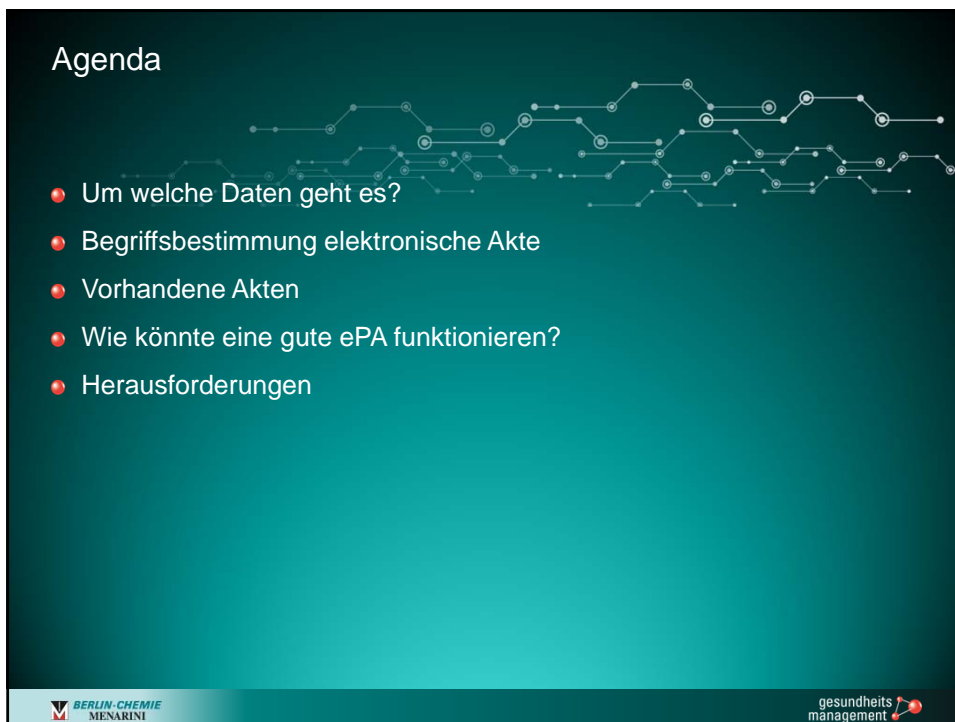 Agenda
Um welche Daten geht es?
Begriffsbestimmung elektronische Akte
Vorhandene Akten
Wie könnte eine gute ePA funktionieren?
Herausforderungen
BERLIN-CHEMIE
MENARINI
gesundheits
management